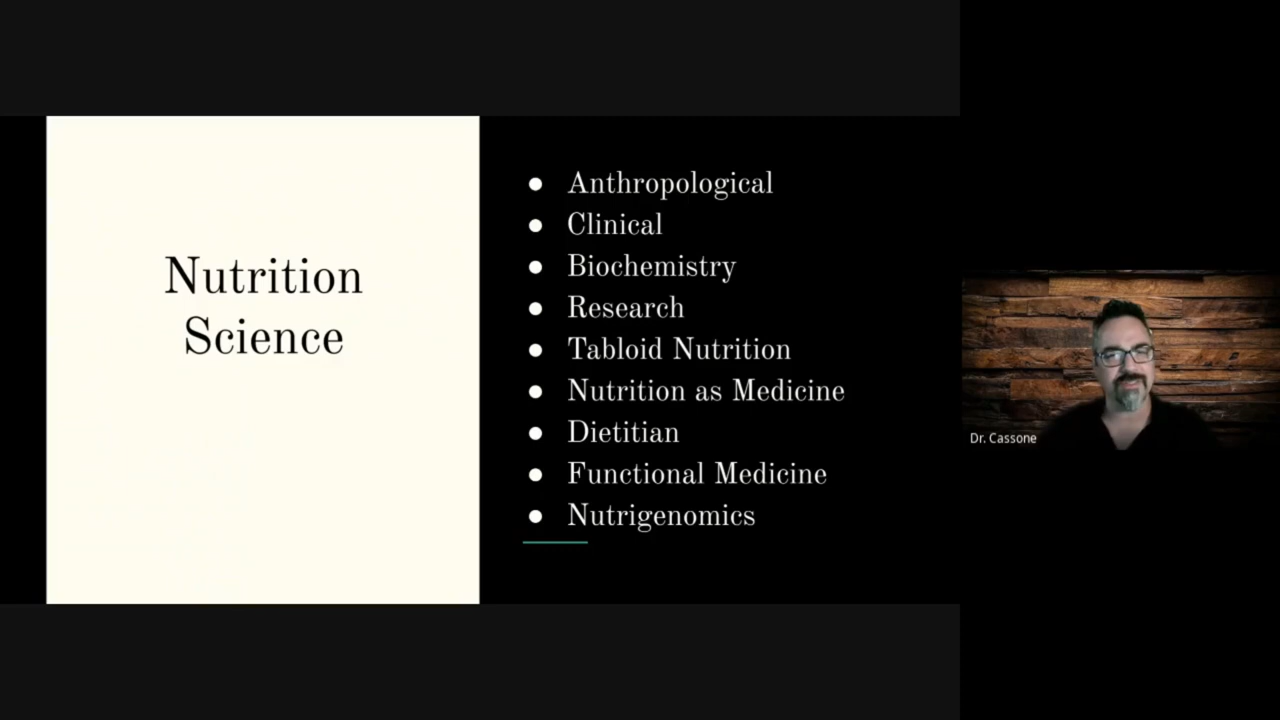 Nutrition
Science
● Anthropological
● Clinical
● Biochemistry
● Research
● Tabloid Nutrition
● Nutrition as Medicine
● Dietitian
● Functional Medicine
● Nutrigenomics
Dr. Cassone